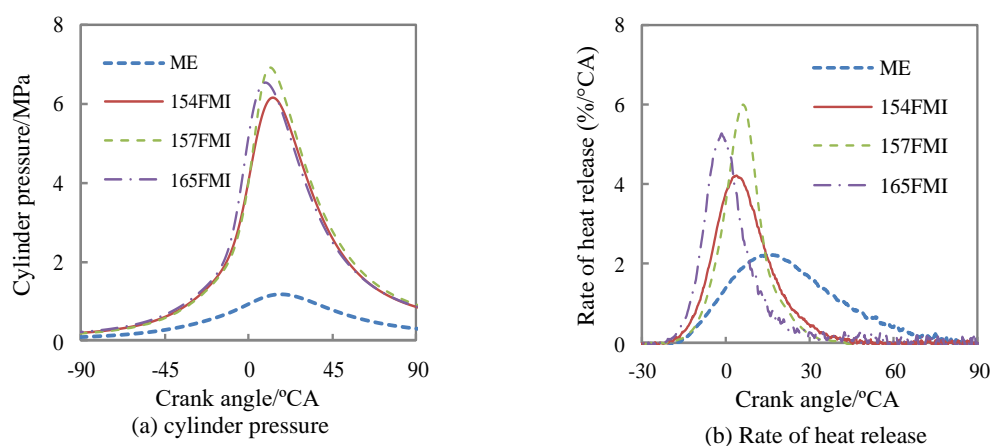 Cylinder pressure/MPa
8
6
4
2
0
ME
154FMI
157FMI
165FMI
-90
-45
0
45
90
Crank angle/ºCA
(a) cylinder pressure
Rate of heat release (%/°CA)
8
6
4
2
0
ME
154FMI
157FMI
165FMI
-30
0
30
60
90
Crank angle/ºCA
(b) Rate of heat release